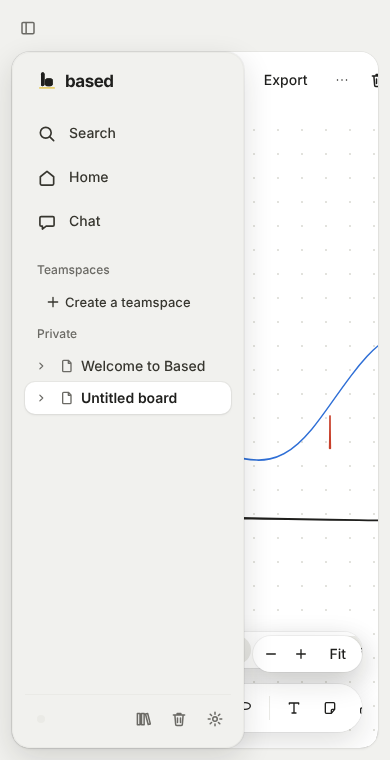 based
Export
Search
Home
Chat
Teamspaces
Create a teamspace
Private
Welcome to Based
Untitled board
Fit